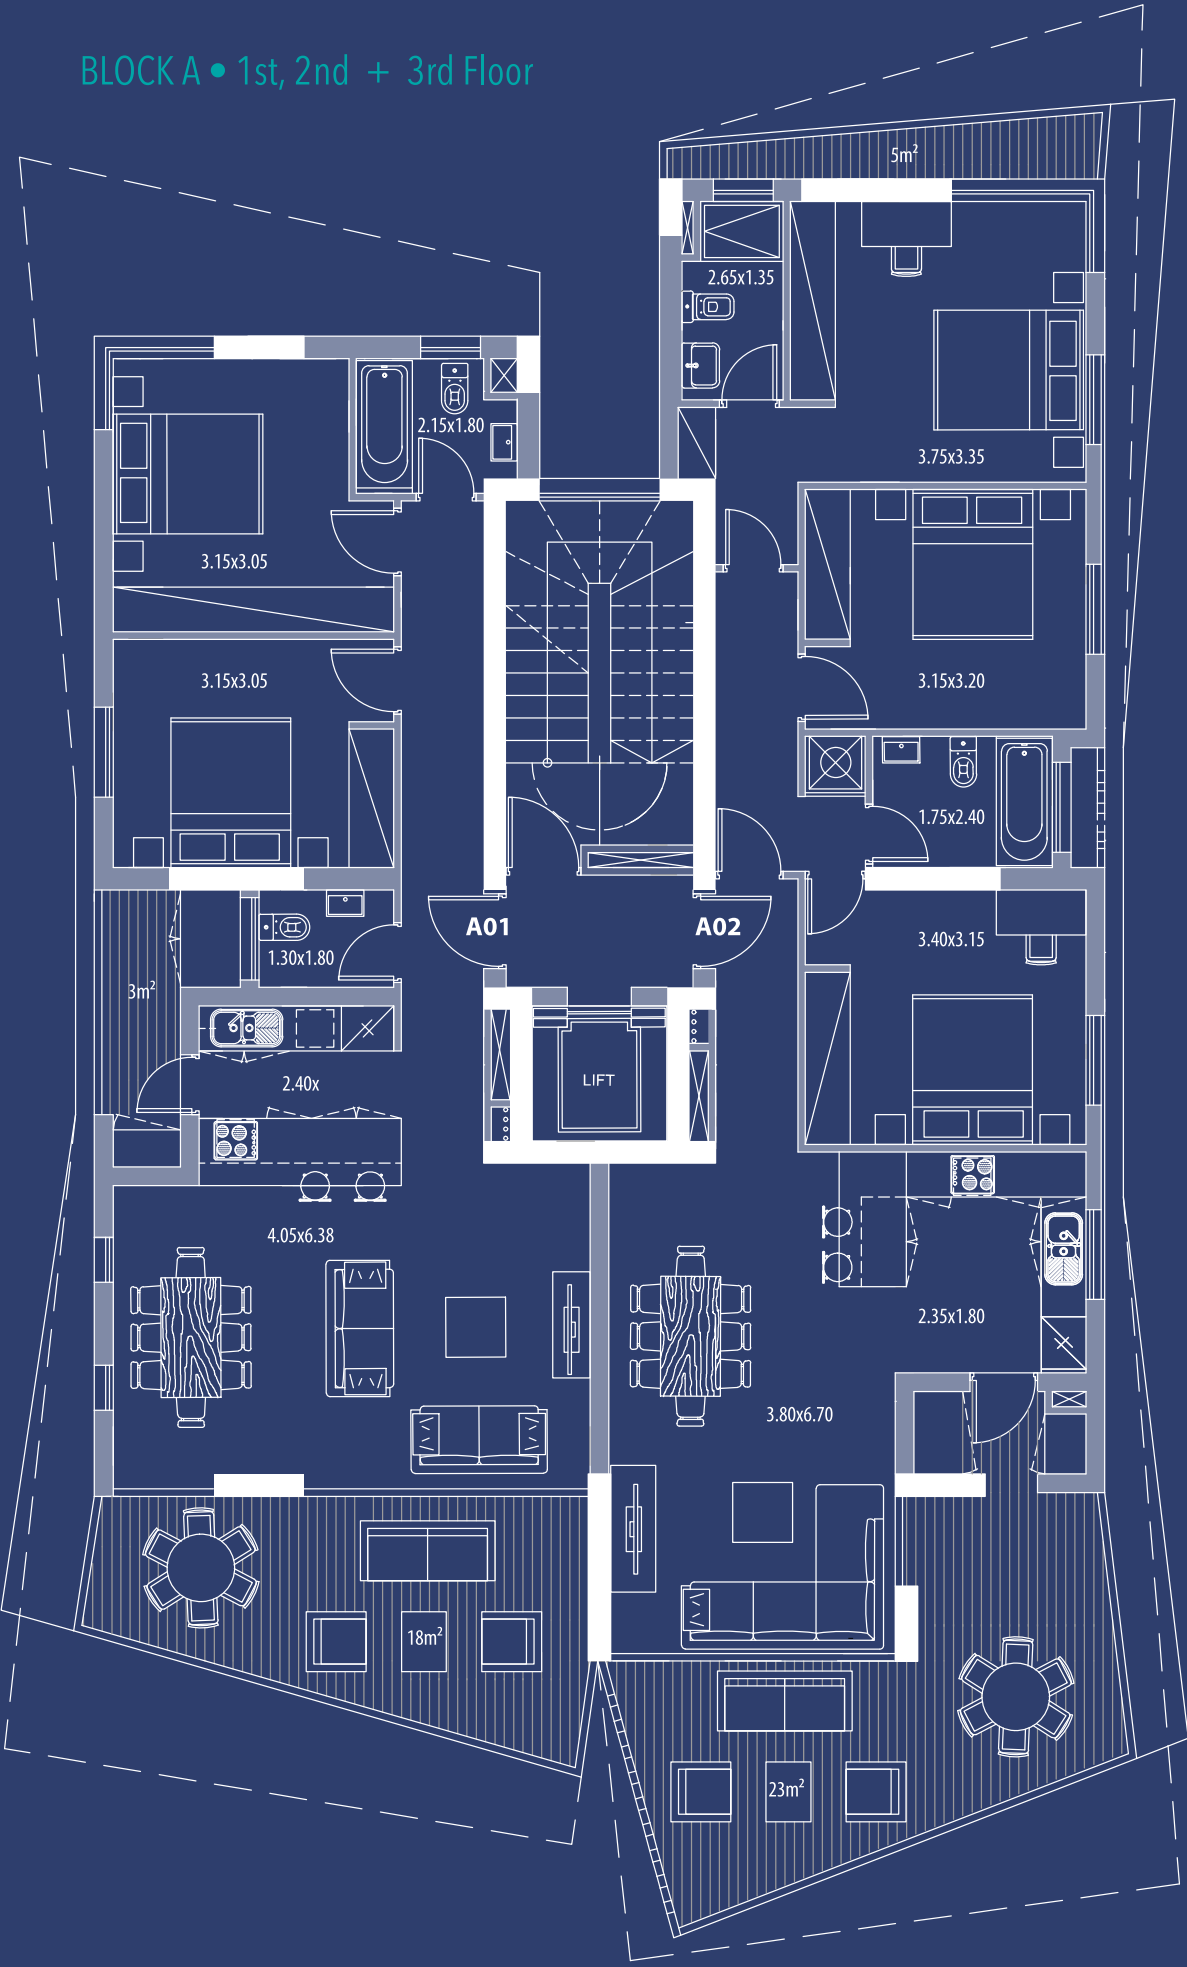 BLOCK A • 1st, 2nd + 3rd Floor
5m²
2.65x1.35
2.15x1.80
3.75x3.35
3.15x3.05
3.15x3.05
3.15x3.20
1.75x2.40
A01
A02
3.40x3.15
1.30x1.80
3m²
2.40x
LIFT
4.05x6.38
2.35x1.80
3.80x6.70
18m²
23m²